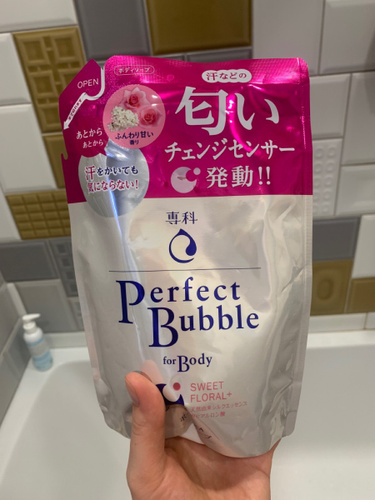 OPEN
ボディソープ
汗などの
匂い
チェンジセンサー
発動!!
ふんわり甘い
香り
あとから
あとから
汗をかいても
気にならない!
専科
Perfect
Bubble
for Body
SWEET
FLORAL+